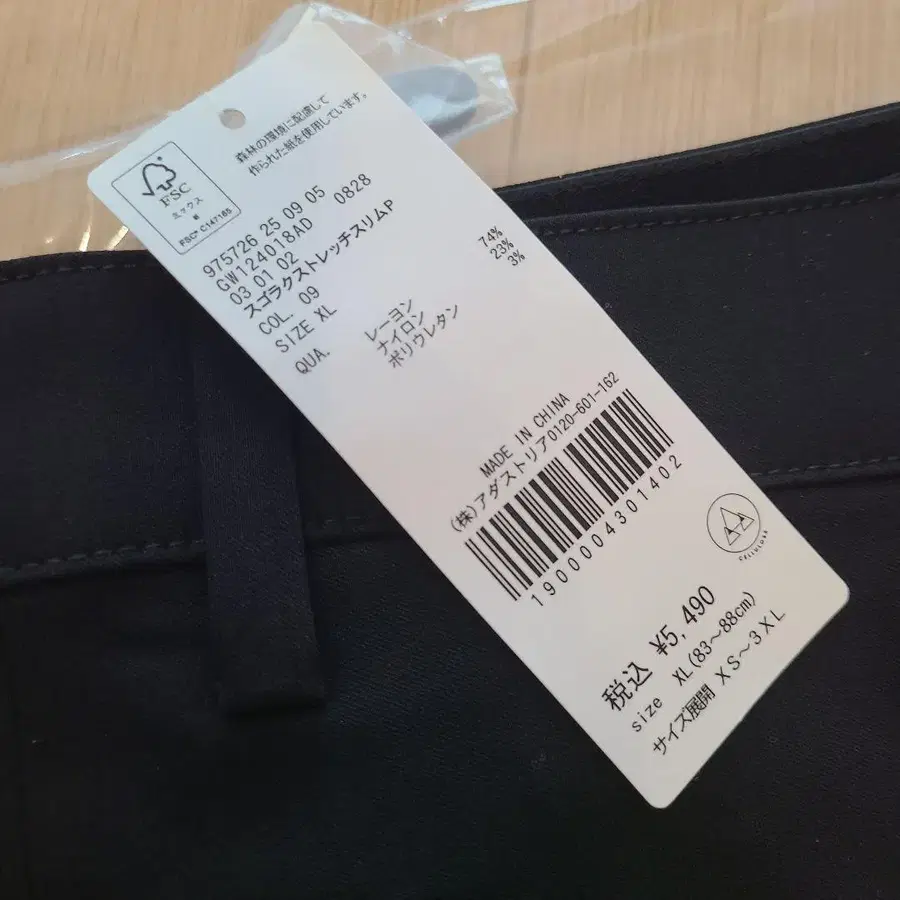 森林の環境に配慮して
作られた紙を使用しています。
FSC
ミックス
紙
FSC® C147165
975726 25 09 05
GW124018AD 0828
03 01 02
スゴラクストレッチスリムP
COL. 09
SIZE XL
QUA. レーヨン 74%
ナイロン 23%
ポリウレタン 3%
MADE IN CHINA
(株)アダストリア0120-601-162
1900004301402
CELLULOSE
税込 ¥5,490
size XL(83～88cm)
サイズ展開 XS～3XL